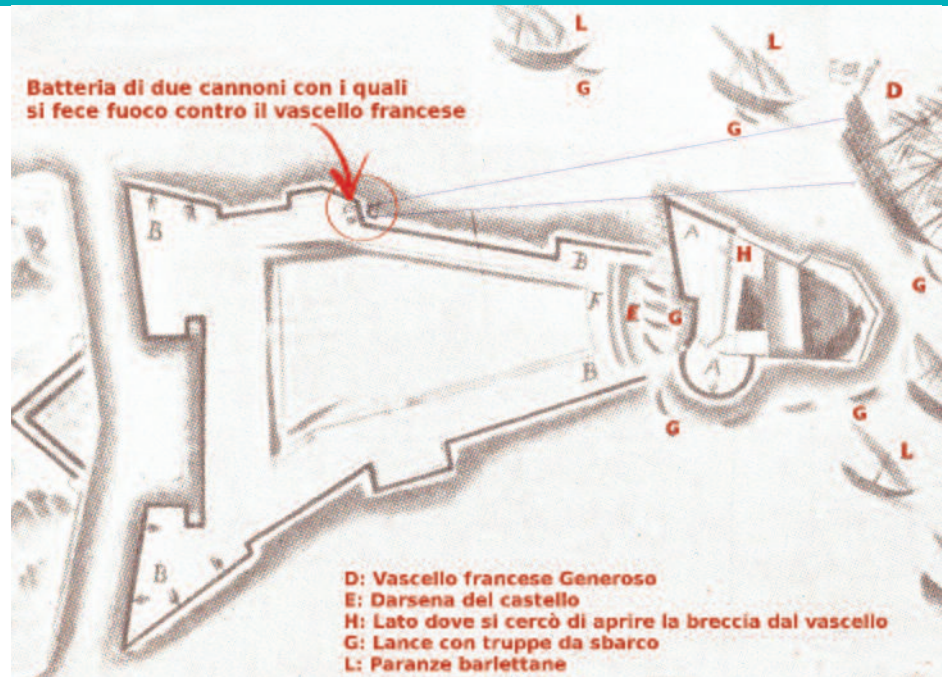 L
L
D
G
G
Batteria di due cannoni con i quali
si fece fuoco contro il vascello francese
C
B
A
H
B
G
F
E
G
B
A
G
G
L
B
D: Vascello francese Generoso
E: Darsena del castello
H: Lato dove si cercò di aprire la breccia dal vascello
G: Lance con truppe da sbarco
L: Paranze barlettane